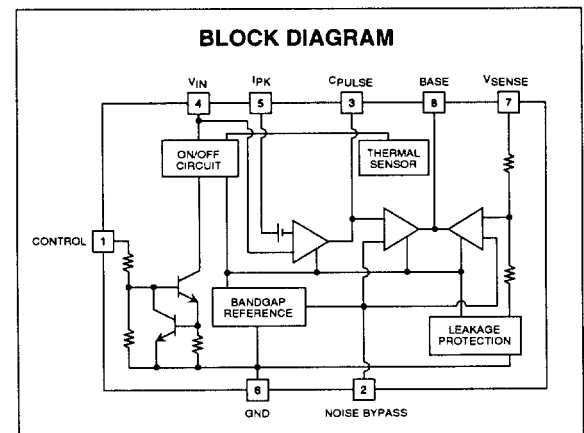 BLOCK DIAGRAM
VIN IPK CPULSE BASE VSENSE
4 5 3 8 7
ON/OFF
CIRCUIT
THERMAL
SENSOR
CONTROL 1
BANDGAP
REFERENCE
LEAKAGE
PROTECTION
6 2
GND NOISE BYPASS